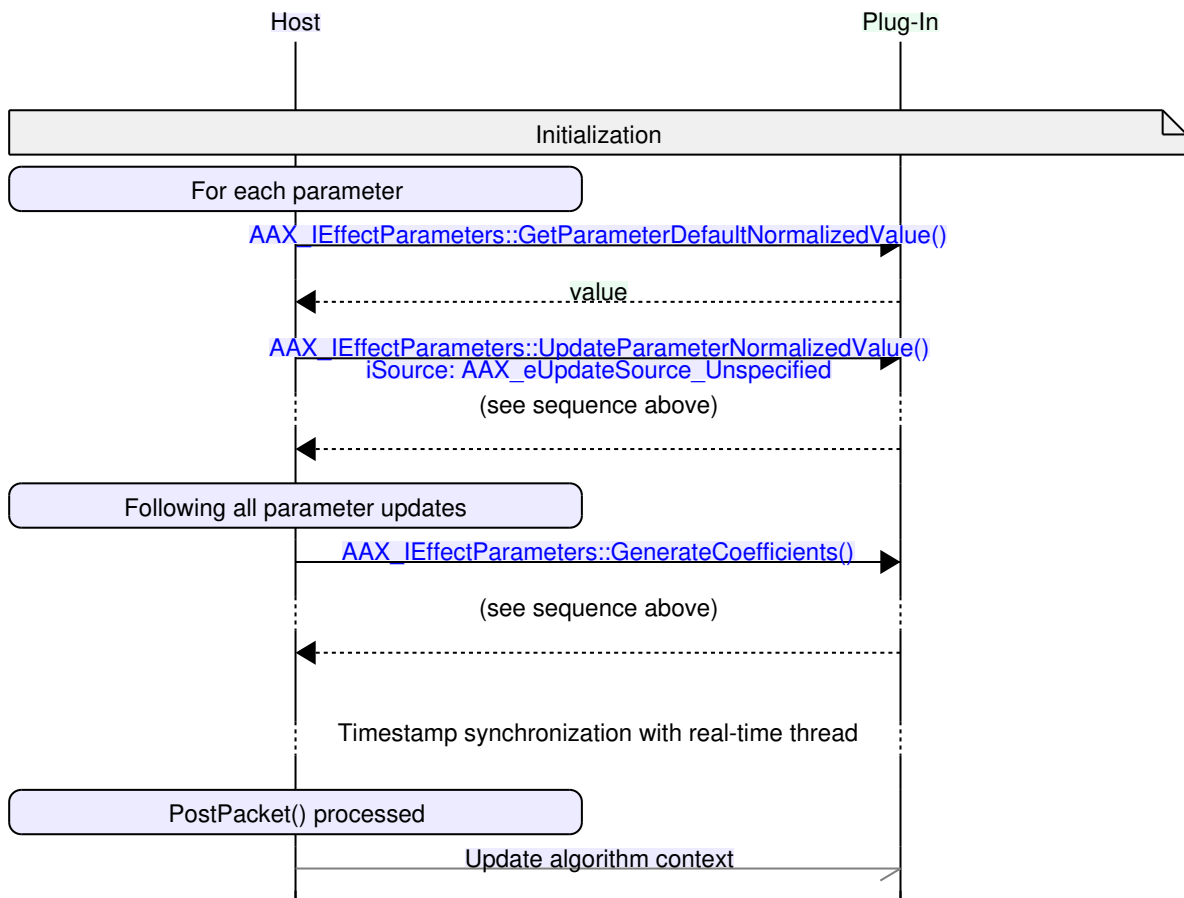 Host
Plug-In
Initialization
For each parameter
AAX_IEffectParameters::GetParameterDefaultNormalizedValue()
value
AAX_IEffectParameters::UpdateParameterNormalizedValue()
iSource: AAX_eUpdateSource_Unspecified
(see sequence above)
Following all parameter updates
AAX_IEffectParameters::GenerateCoefficients()
(see sequence above)
Timestamp synchronization with real-time thread
PostPacket() processed
Update algorithm context